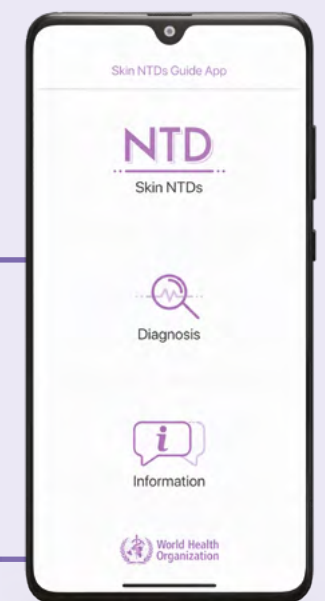 Skin NTDs Guide App
NTD
Skin NTDs
Diagnosis
i
Information
World Health
Organization